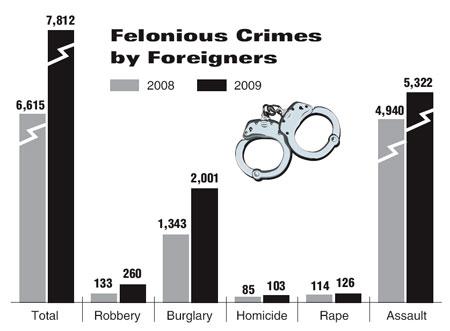 Felonious Crimes
by Foreigners
2008 2009
7,812
6,615
133 260
1,343 2,001
85 103
114 126
4,940 5,322
Total Robbery Burglary Homicide Rape Assault